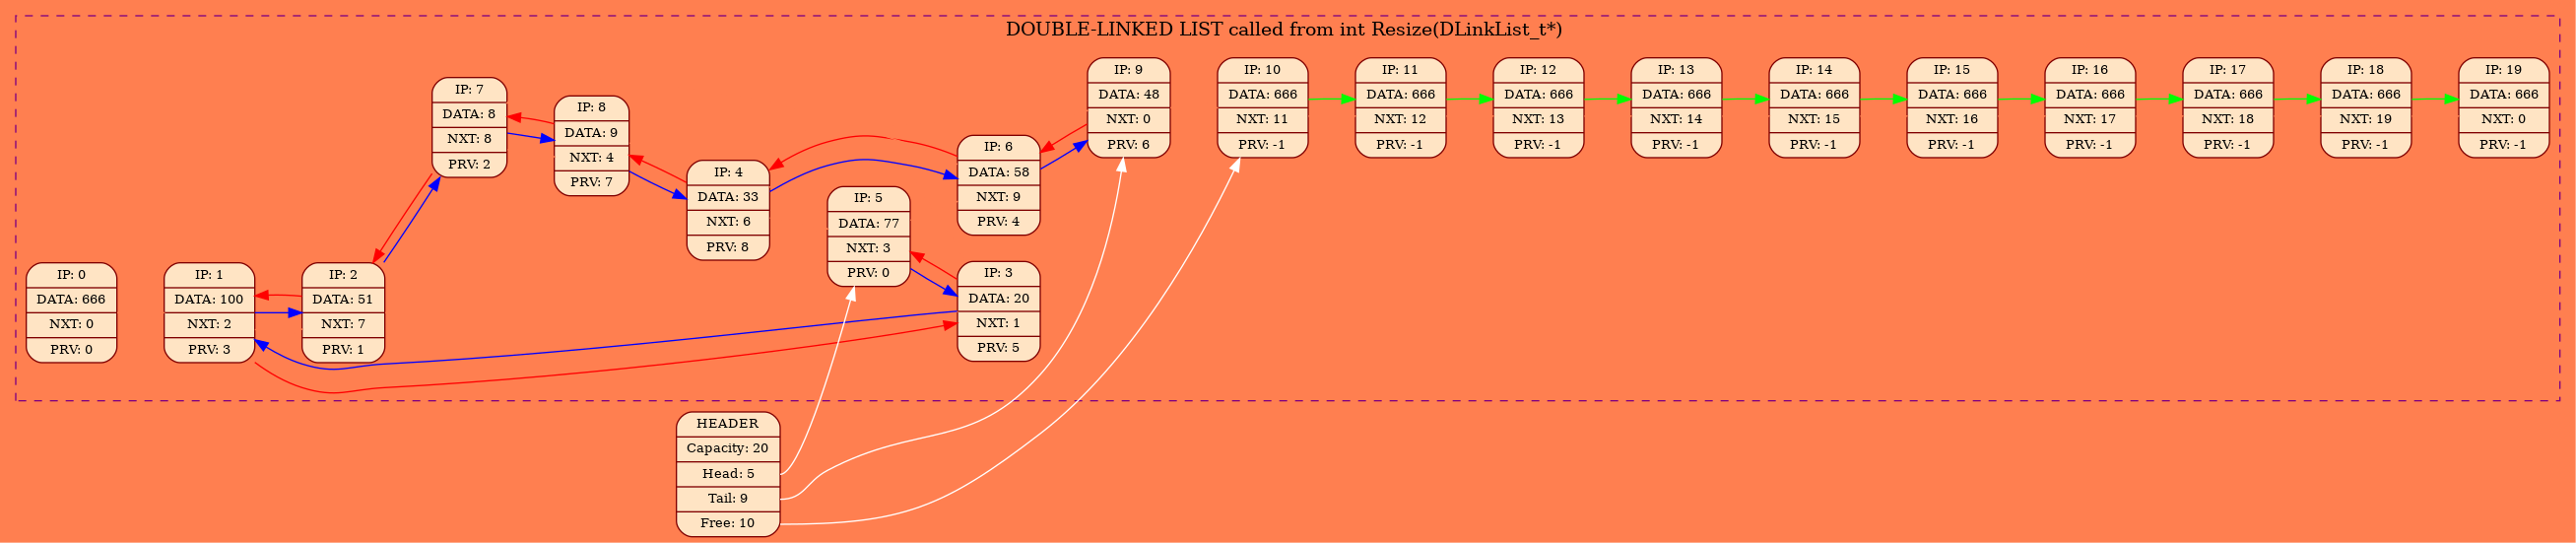 DOUBLE-LINKED LIST called from int Resize(DLinkList_t*)
IP: 0
DATA: 666
NXT: 0
PRV: 0
IP: 1
DATA: 100
NXT: 2
PRV: 3
IP: 2
DATA: 51
NXT: 7
PRV: 1
IP: 7
DATA: 8
NXT: 8
PRV: 2
IP: 8
DATA: 9
NXT: 4
PRV: 7
IP: 4
DATA: 33
NXT: 6
PRV: 8
IP: 5
DATA: 77
NXT: 3
PRV: 0
IP: 6
DATA: 58
NXT: 9
PRV: 4
IP: 3
DATA: 20
NXT: 1
PRV: 5
IP: 9
DATA: 48
NXT: 0
PRV: 6
IP: 10
DATA: 666
NXT: 11
PRV: -1
IP: 11
DATA: 666
NXT: 12
PRV: -1
IP: 12
DATA: 666
NXT: 13
PRV: -1
IP: 13
DATA: 666
NXT: 14
PRV: -1
IP: 14
DATA: 666
NXT: 15
PRV: -1
IP: 15
DATA: 666
NXT: 16
PRV: -1
IP: 16
DATA: 666
NXT: 17
PRV: -1
IP: 17
DATA: 666
NXT: 18
PRV: -1
IP: 18
DATA: 666
NXT: 19
PRV: -1
IP: 19
DATA: 666
NXT: 0
PRV: -1
HEADER
Capacity: 20
Head: 5
Tail: 9
Free: 10